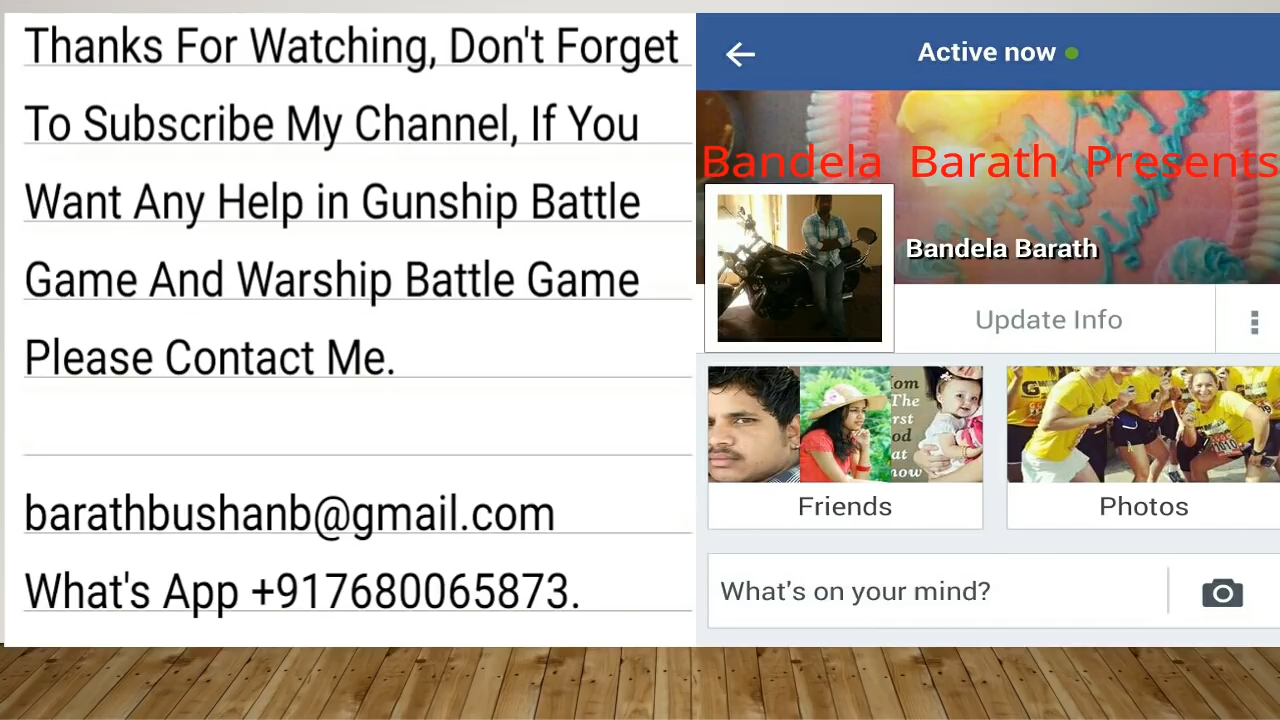 Thanks For Watching, Don't Forget
To Subscribe My Channel, If You
Want Any Help in Gunship Battle
Game And Warship Battle Game
Please Contact Me.
barathbushanb@gmail.com
What's App +917680065873.
Active now
Bandela Barath Presents
Bandela Barath
Update Info
The
Friends
Photos
What's on your mind?